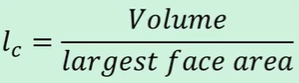 l_c = Volume / largest face area